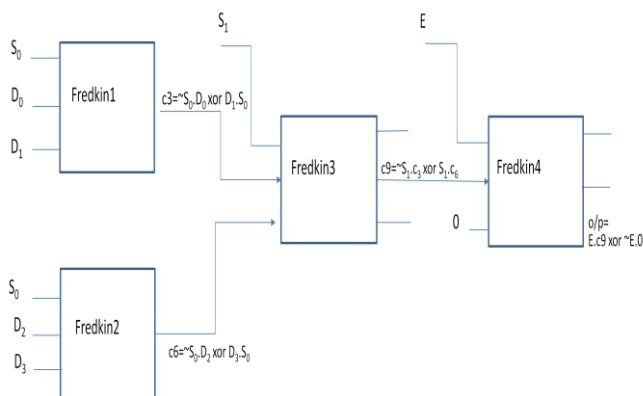 S₁
E
S₀
D₀
D₁
Fredkin1
c3=~S₀.D₀ xor D₁.S₀
Fredkin3
c9=~S₁.c₃ xor S₁.c₆
Fredkin4
0
o/p=
E.c9 xor ~E.0
S₀
D₂
D₃
Fredkin2
c6=~S₀.D₂ xor D₃.S₀